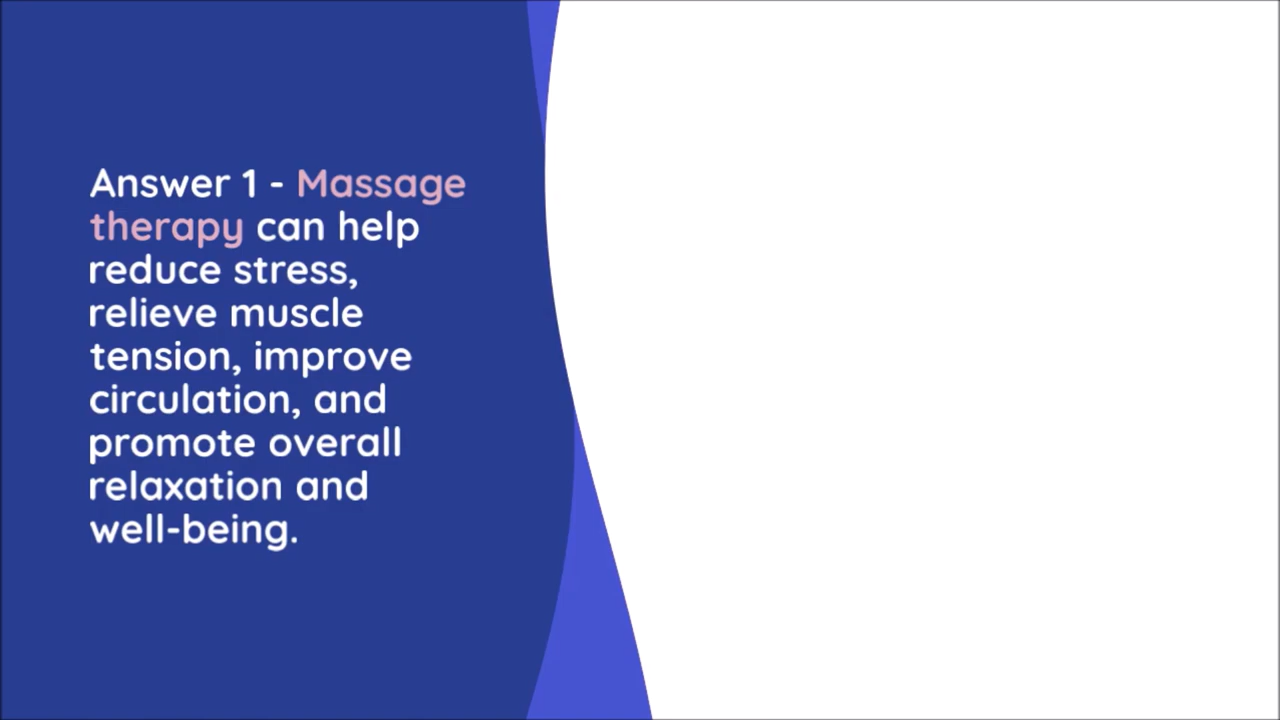 Answer 1 - Massage
therapy can help
reduce stress,
relieve muscle
tension, improve
circulation, and
promote overall
relaxation and
well-being.